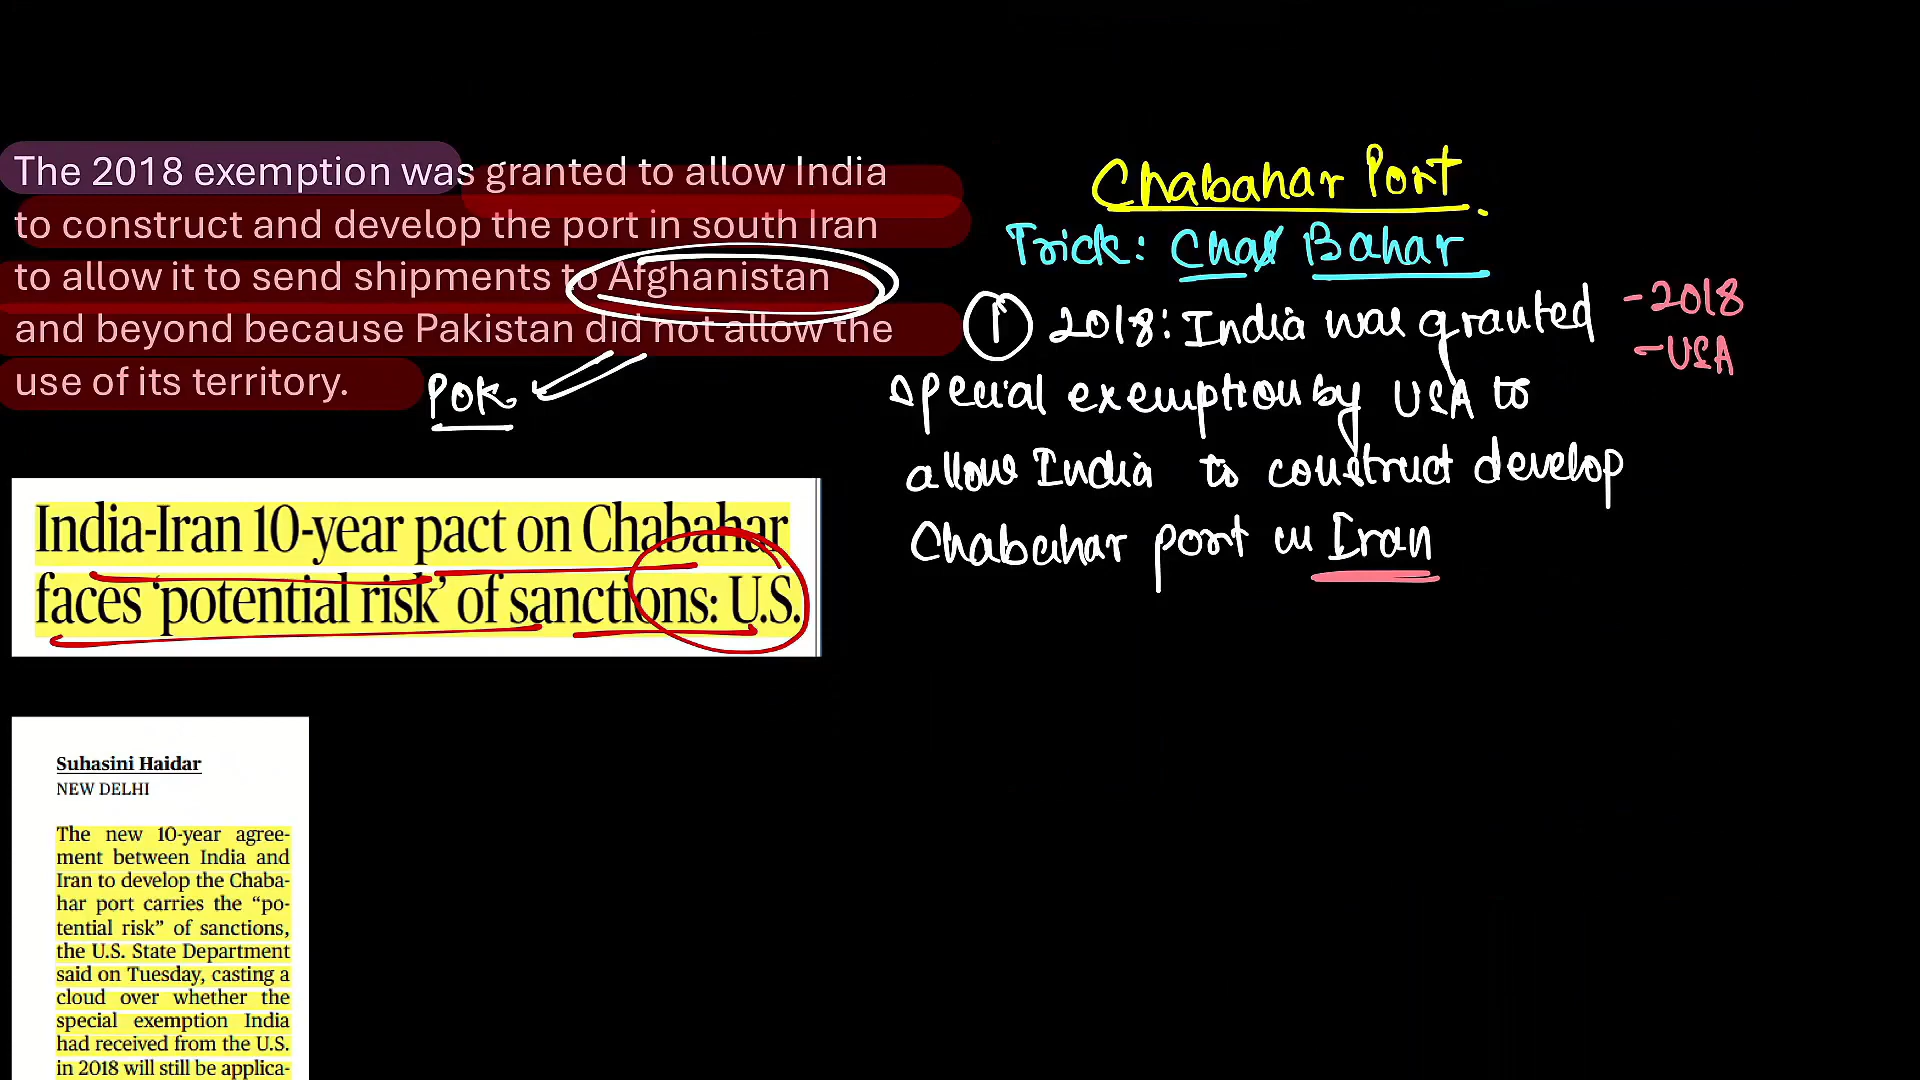 The 2018 exemption was granted to allow India
to construct and develop the port in south Iran
to allow it to send shipments to Afghanistan
and beyond because Pakistan did not allow the
use of its territory.
POK
India-Iran 10-year pact on Chabahar
faces ‘potential risk’ of sanctions: U.S.
Suhasini Haidar
NEW DELHI
The new 10-year agree-
ment between India and
Iran to develop the Chaba-
har port carries the “po-
tential risk” of sanctions,
the U.S. State Department
said on Tuesday, casting a
cloud over whether the
special exemption India
had received from the U.S.
in 2018 will still be applica-
Chabahar Port
Trick: Char Bahar
① 2018: India was granted
special exemption by USA to
allow India to construct develop
Chabahar port in Iran
-2018
-USA